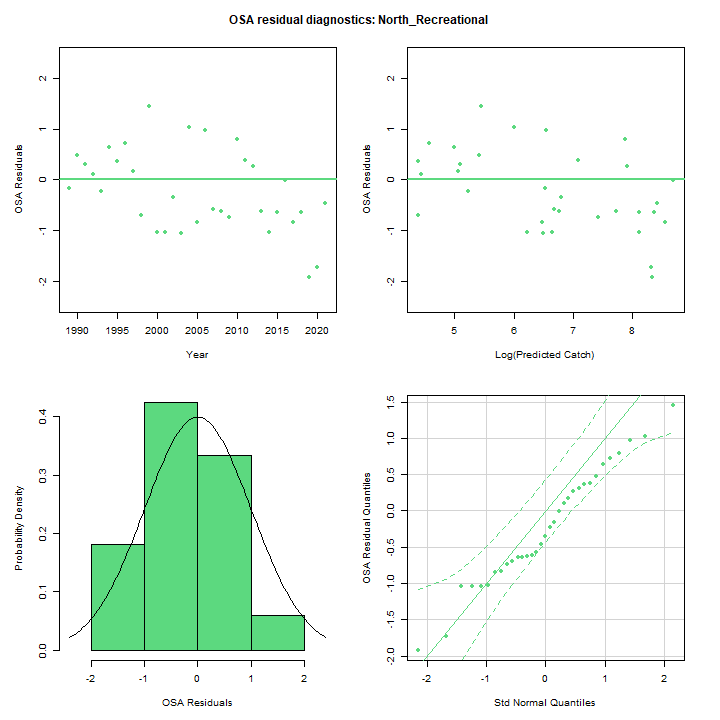 OSA residual diagnostics: North_Recreational
OSA Residuals
2
1
0
-1
-2
1990 1995 2000 2005 2010 2015 2020
Year
OSA Residuals
2
1
0
-1
-2
5 6 7 8
Log(Predicted Catch)
Probability Density
0.4
0.3
0.2
0.1
0.0
-2 -1 0 1 2
OSA Residuals
OSA Residual Quantiles
1.5
1.0
0.5
0.0
-0.5
-1.0
-1.5
-2.0
-2 -1 0 1 2
Std Normal Quantiles